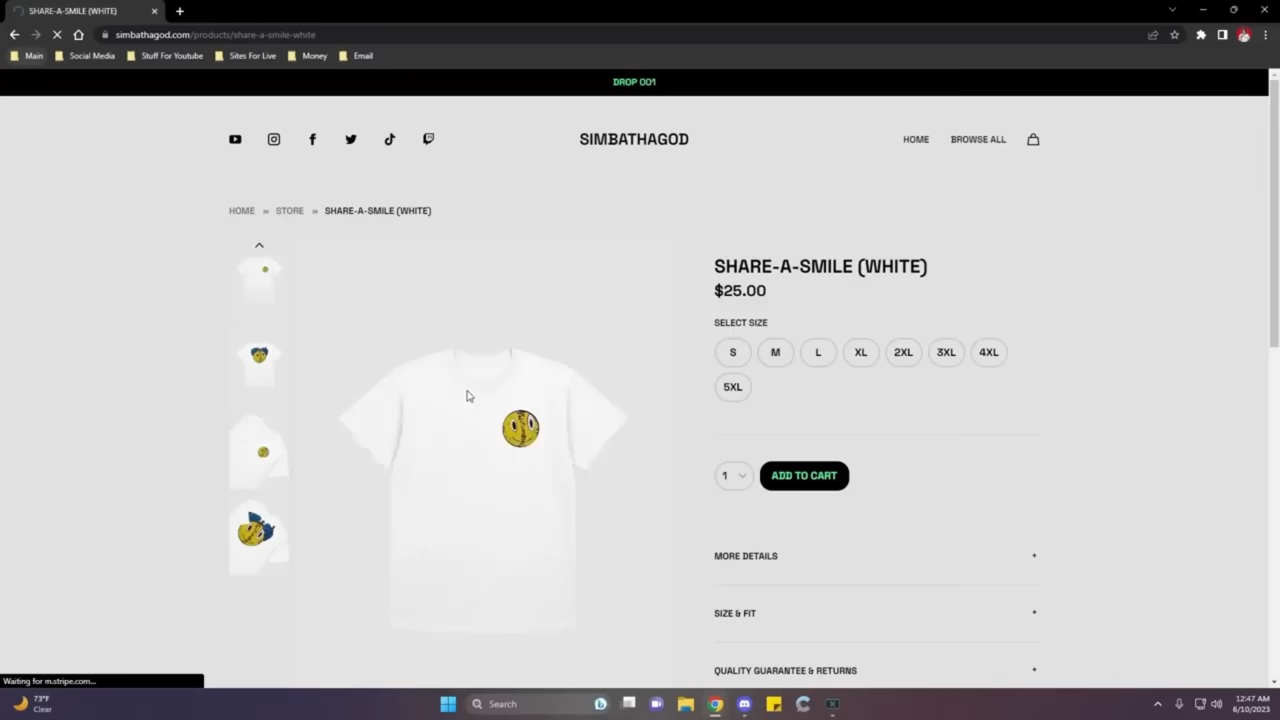 SHARE-A-SMILE (WHITE)
simbathagod.com/products/share-a-smile-white
Main
Social Media
Stuff For Youtube
Sites For Live
Money
Email
DROP 001
SIMBATHAGOD
HOME
BROWSE ALL
HOME » STORE » SHARE-A-SMILE (WHITE)
SHARE-A-SMILE (WHITE)
$25.00
SELECT SIZE
S M L XL 2XL 3XL 4XL
5XL
1
ADD TO CART
MORE DETAILS +
SIZE & FIT +
QUALITY GUARANTEE & RETURNS +
Waiting for m.stripe.com...
73°F
Clear
Search
12:47 AM
6/10/2023